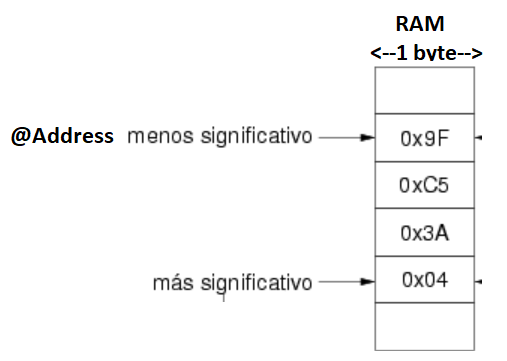 RAM
<--1 byte-->
@Address menos significativo
0x9F
0xC5
0x3A
más significativo
0x04